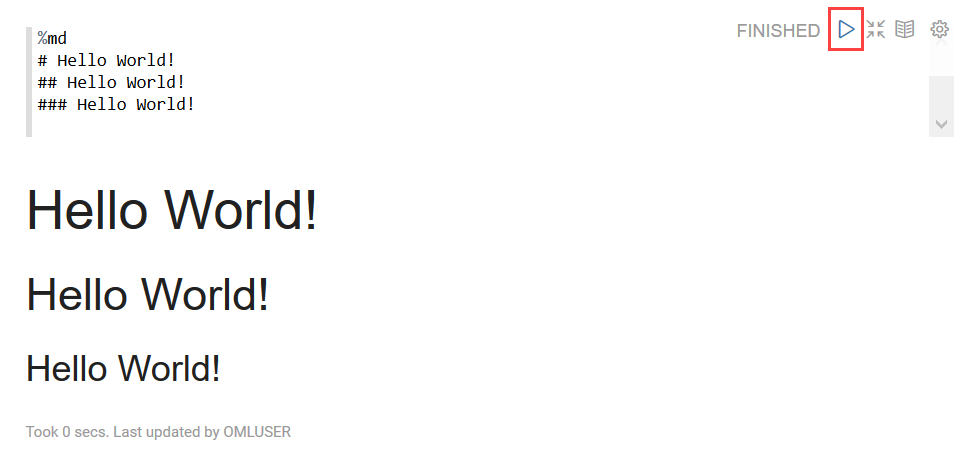 %md
FINISHED
# Hello World!
## Hello World!
### Hello World!
Hello World!
Hello World!
Hello World!
Took 0 secs. Last updated by OMLUSER